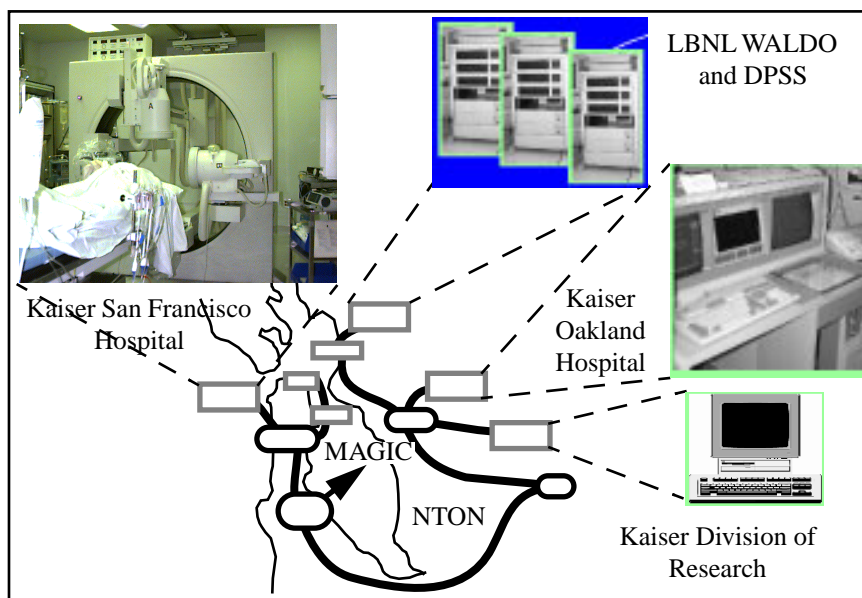 LBNL WALDO
and DPSS
Kaiser San Francisco
Hospital
Kaiser
Oakland
Hospital
MAGIC
NTON
Kaiser Division of
Research